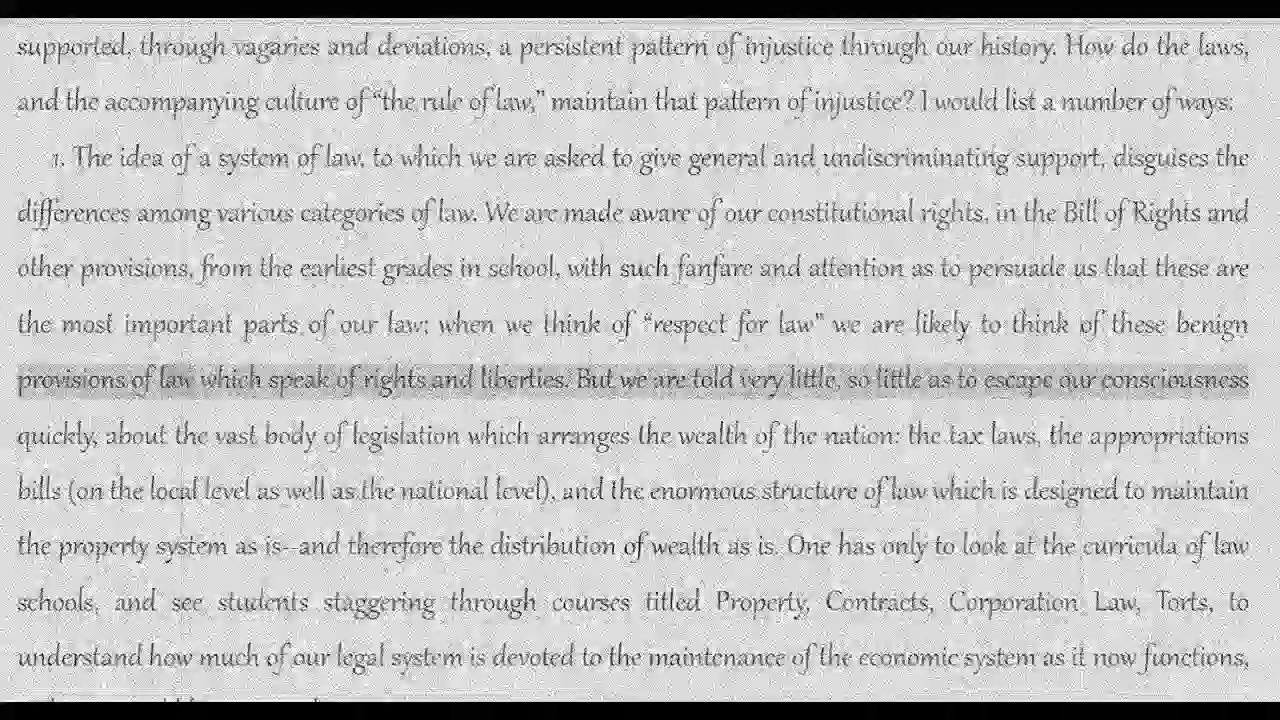 supported, through vagaries and deviations, a persistent pattern of injustice through our history. How do the laws,
and the accompanying culture of “the rule of law,” maintain that pattern of injustice? I would list a number of ways:
1. The idea of a system of law, to which we are asked to give general and undiscriminating support, disguises the
differences among various categories of law. We are made aware of our constitutional rights, in the Bill of Rights and
other provisions, from the earliest grades in school, with such fanfare and attention as to persuade us that these are
the most important parts of our law; when we think of “respect for law” we are likely to think of these benign
provisions of law which speak of rights and liberties. But we are told very little, so little as to escape our consciousness
quickly, about the vast body of legislation which arranges the wealth of the nation: the tax laws, the appropriations
bills (on the local level as well as the national level), and the enormous structure of law which is designed to maintain
the property system as is--and therefore the distribution of wealth as is. One has only to look at the curricula of law
schools, and see students staggering through courses titled Property, Contracts, Corporation Law, Torts, to
understand how much of our legal system is devoted to the maintenance of the economic system as it now functions,